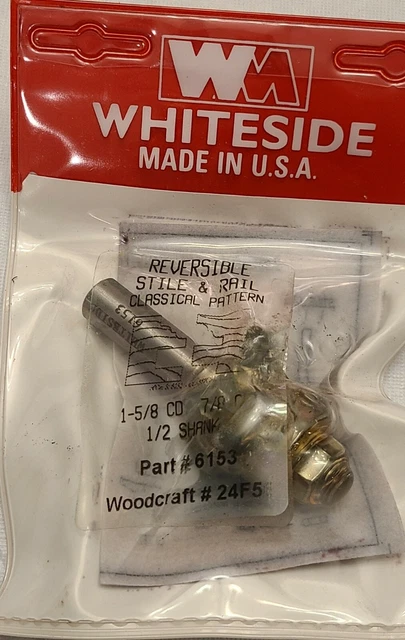 WHITESIDE
MADE IN U.S.A.
REVERSIBLE
STILE & RAIL
CLASSICAL PATTERN
6153
1-5/8 CD
1/2 SHANK
Part # 6153
Woodcraft # 24F5